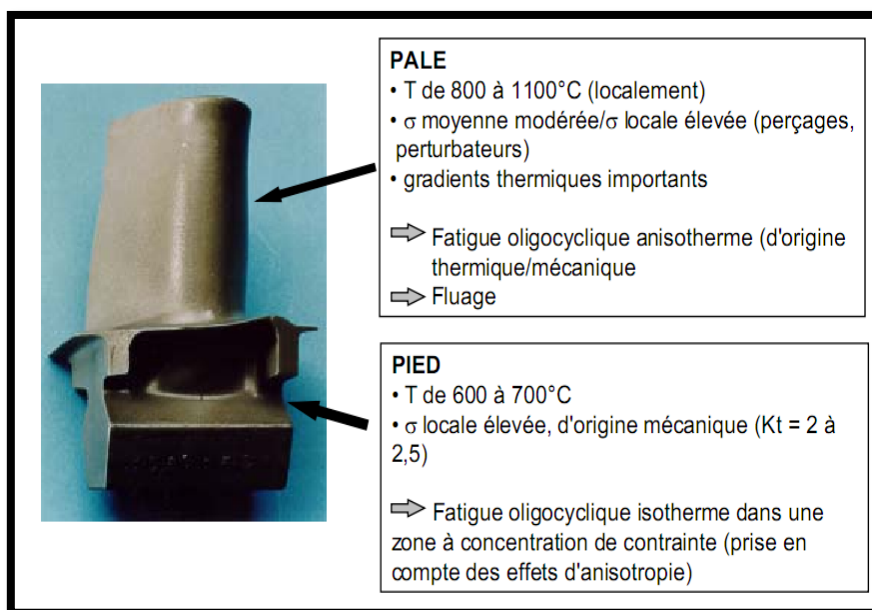 PALE
• T de 800 à 1100°C (localement)
• σ moyenne modérée/σ locale élevée (perçages,
perturbateurs)
• gradients thermiques importants
⇨ Fatigue oligocyclique anisotherme (d'origine
thermique/mécanique
⇨ Fluage
PIED
• T de 600 à 700°C
• σ locale élevée, d'origine mécanique (Kt = 2 à
2,5)
⇨ Fatigue oligocyclique isotherme dans une
zone à concentration de contrainte (prise en
compte des effets d'anisotropie)